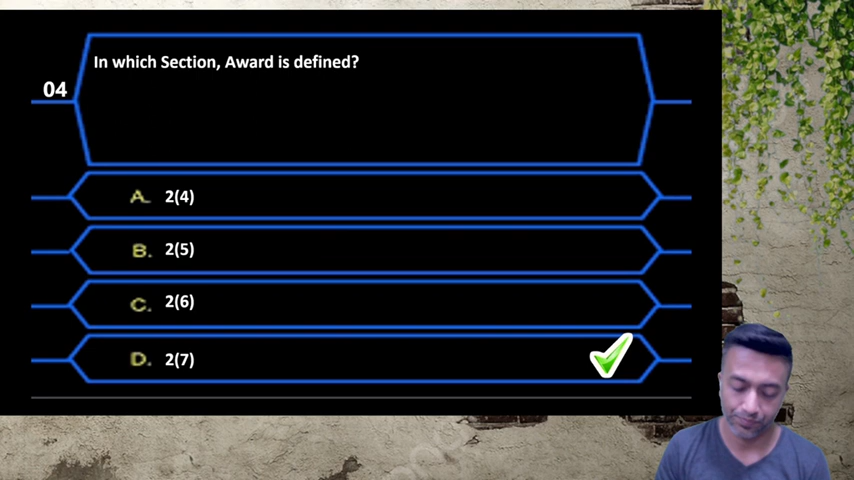 In which Section, Award is defined?
04
A. 2(4)
B. 2(5)
C. 2(6)
D. 2(7)